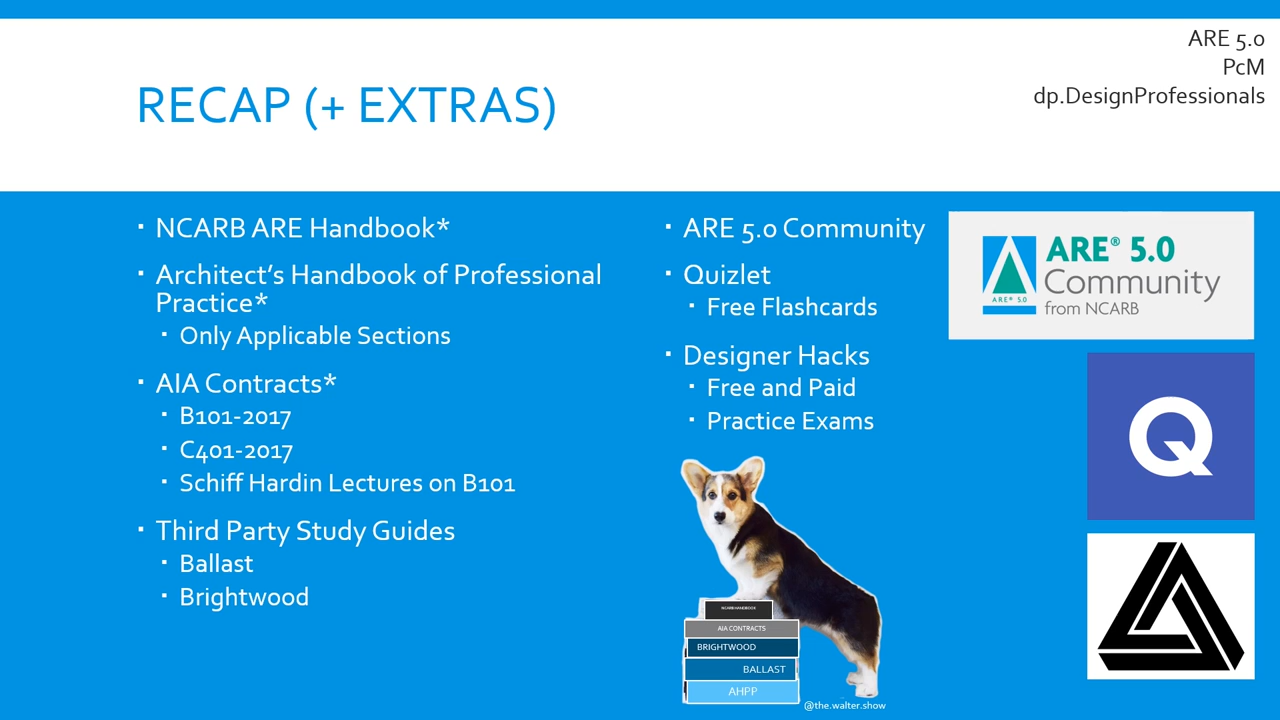 ARE 5.0
PcM
dp.DesignProfessionals
RECAP (+ EXTRAS)
▪ NCARB ARE Handbook*
▪ Architect's Handbook of Professional
Practice*
▪ Only Applicable Sections
▪ AIA Contracts*
▪ B101-2017
▪ C401-2017
▪ Schiff Hardin Lectures on B101
▪ Third Party Study Guides
▪ Ballast
▪ Brightwood
▪ ARE 5.0 Community
▪ Quizlet
▪ Free Flashcards
▪ Designer Hacks
▪ Free and Paid
▪ Practice Exams
ARE® 5.0
Community
from NCARB
ARE® 5.0
Q
NCARB HANDBOOK
AIA CONTRACTS
BRIGHTWOOD
BALLAST
AHPP
@the.walter.show